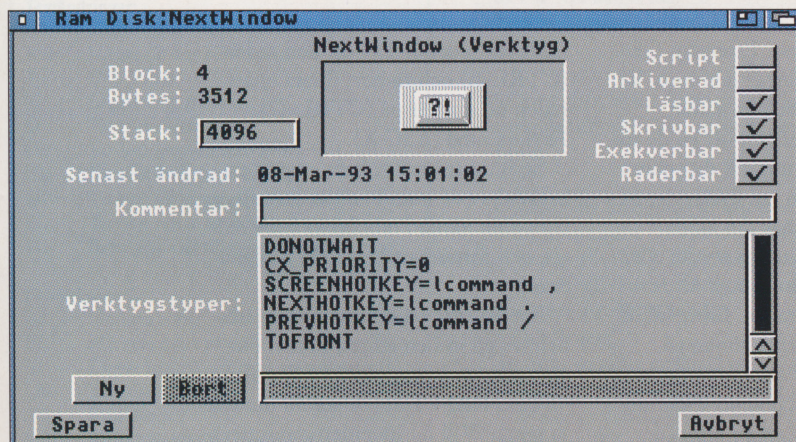 Ram Disk:NextWindow
NextWindow (Verktyg)
Block: 4
Bytes: 3512
Stack: 4096
?!
Script
Arkiverad
Läsbar
Skrivbar
Exekverbar
Raderbar
Senast ändrad: 08-Mar-93 15:01:02
Kommentar:
Verktygstyper:
DONOTWAIT
CX_PRIORITY=0
SCREENHOTKEY=lcommand ,
NEXTHOTKEY=lcommand .
PREVHOTKEY=lcommand /
TOFRONT
Ny
Bort
Spara
Avbryt